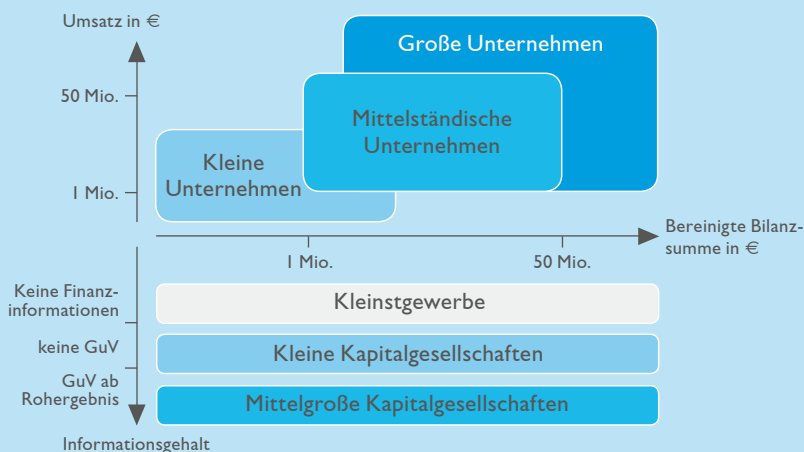 Umsatz in €
Große Unternehmen
50 Mio.
Mittelständische
Unternehmen
Kleine
Unternehmen
1 Mio.
Bereinigte Bilanz-
summe in €
1 Mio.
50 Mio.
Keine Finanz-
informationen
Kleinstgewerbe
keine GuV
Kleine Kapitalgesellschaften
GuV ab
Rohergebnis
Mittelgroße Kapitalgesellschaften
Informationsgehalt